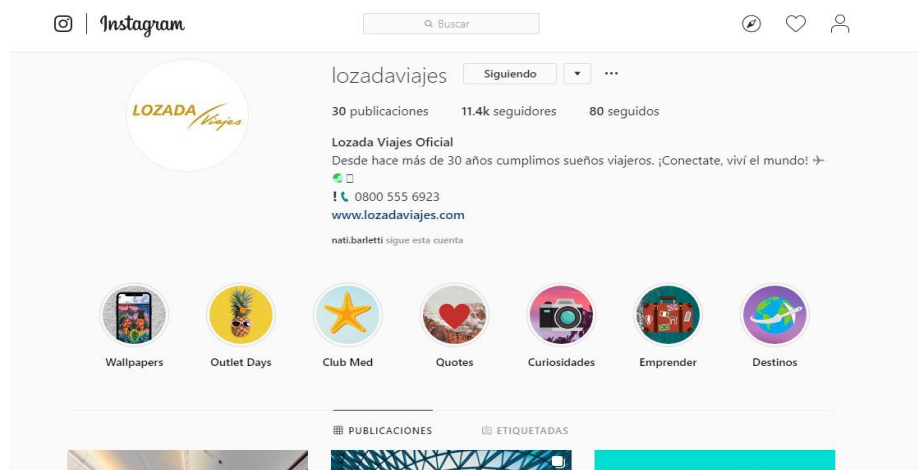 Instagram
Buscar
lozadaviajes
Siguiendo
30 publicaciones
11.4k seguidores
80 seguidos
LOZADA
Viajes
Lozada Viajes Oficial
Desde hace más de 30 años cumplimos sueños viajeros. ¡Conectate, viví el mundo! ✈
🌏
❗📞 0800 555 6923
www.lozadaviajes.com
nati.barletti sigue esta cuenta
Wallpapers
Outlet Days
Club Med
Quotes
Curiosidades
Emprender
Destinos
PUBLICACIONES
ETIQUETADAS